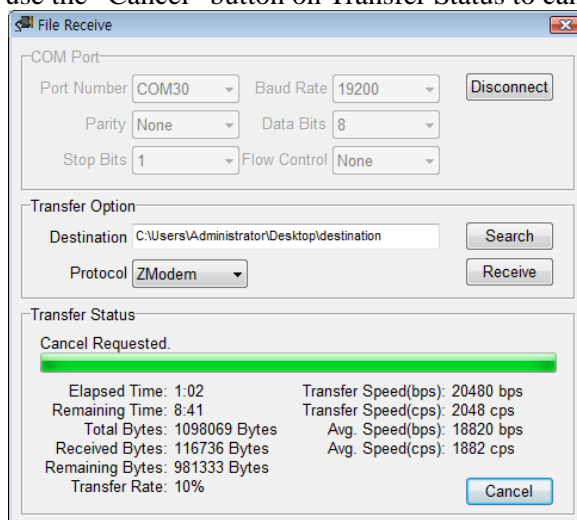 use the "Cancel" button on Transfer Status to can
File Receive
COM Port
Port Number COM30 Baud Rate 19200 Disconnect
Parity None Data Bits 8
Stop Bits 1 Flow Control None
Transfer Option
Destination C:\Users\Administrator\Desktop\destination Search
Protocol ZModem Receive
Transfer Status
Cancel Requested.
Elapsed Time: 1:02 Transfer Speed(bps): 20480 bps
Remaining Time: 8:41 Transfer Speed(cps): 2048 cps
Total Bytes: 1098069 Bytes Avg. Speed(bps): 18820 bps
Received Bytes: 116736 Bytes Avg. Speed(cps): 1882 cps
Remaining Bytes: 981333 Bytes
Transfer Rate: 10% Cancel